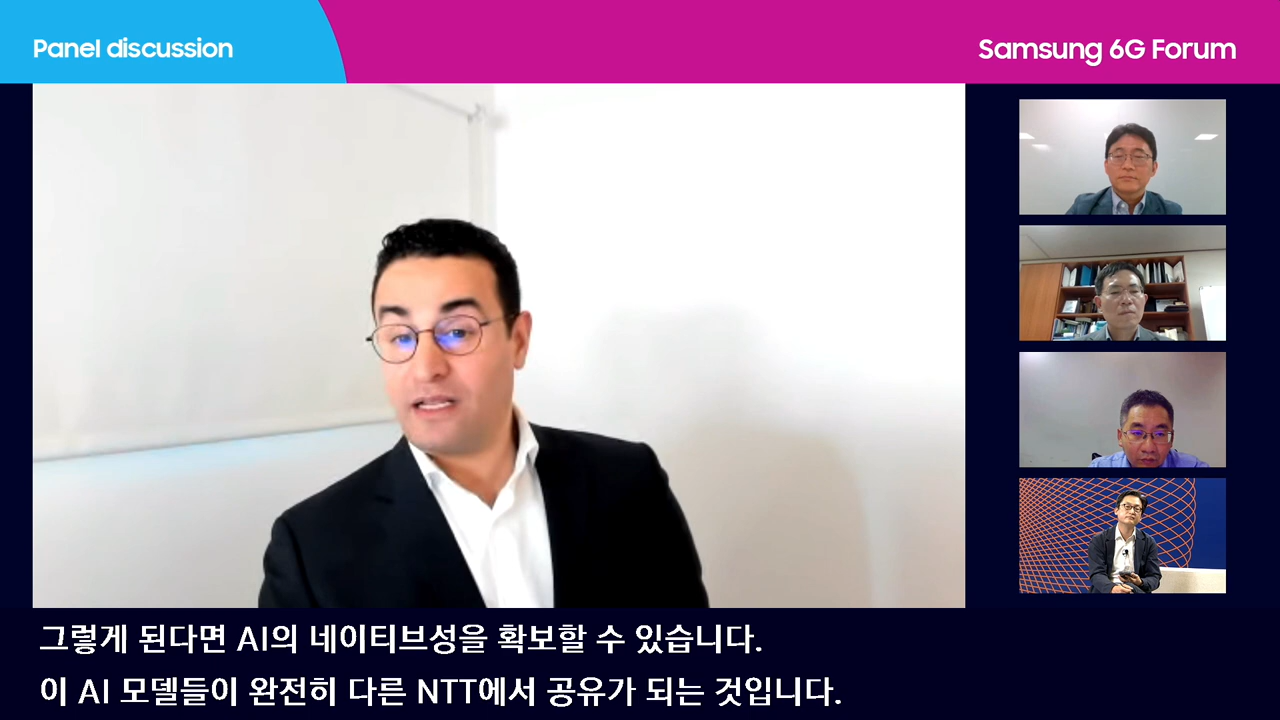 Panel discussion
Samsung 6G Forum
그렇게 된다면 AI의 네이티브성을 확보할 수 있습니다.
이 AI 모델들이 완전히 다른 NTT에서 공유가 되는 것입니다.